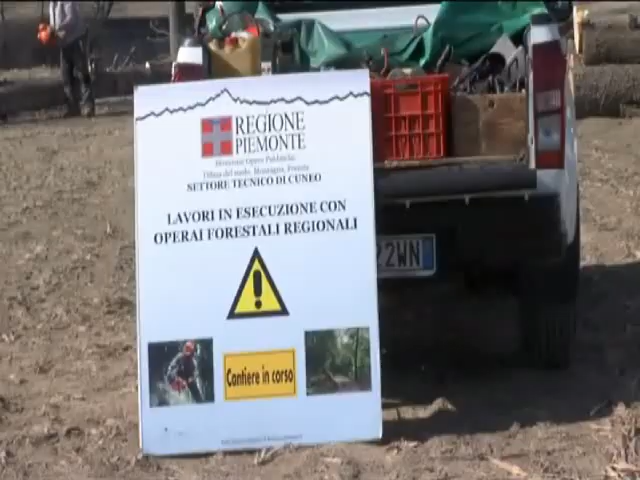 REGIONE
PIEMONTE
Direzione Opere Pubbliche
Difesa del suolo, Montagna, Foreste
SETTORE TECNICO DI CUNEO
LAVORI IN ESECUZIONE CON
OPERAI FORESTALI REGIONALI
!
Cantiere in corso
22WN